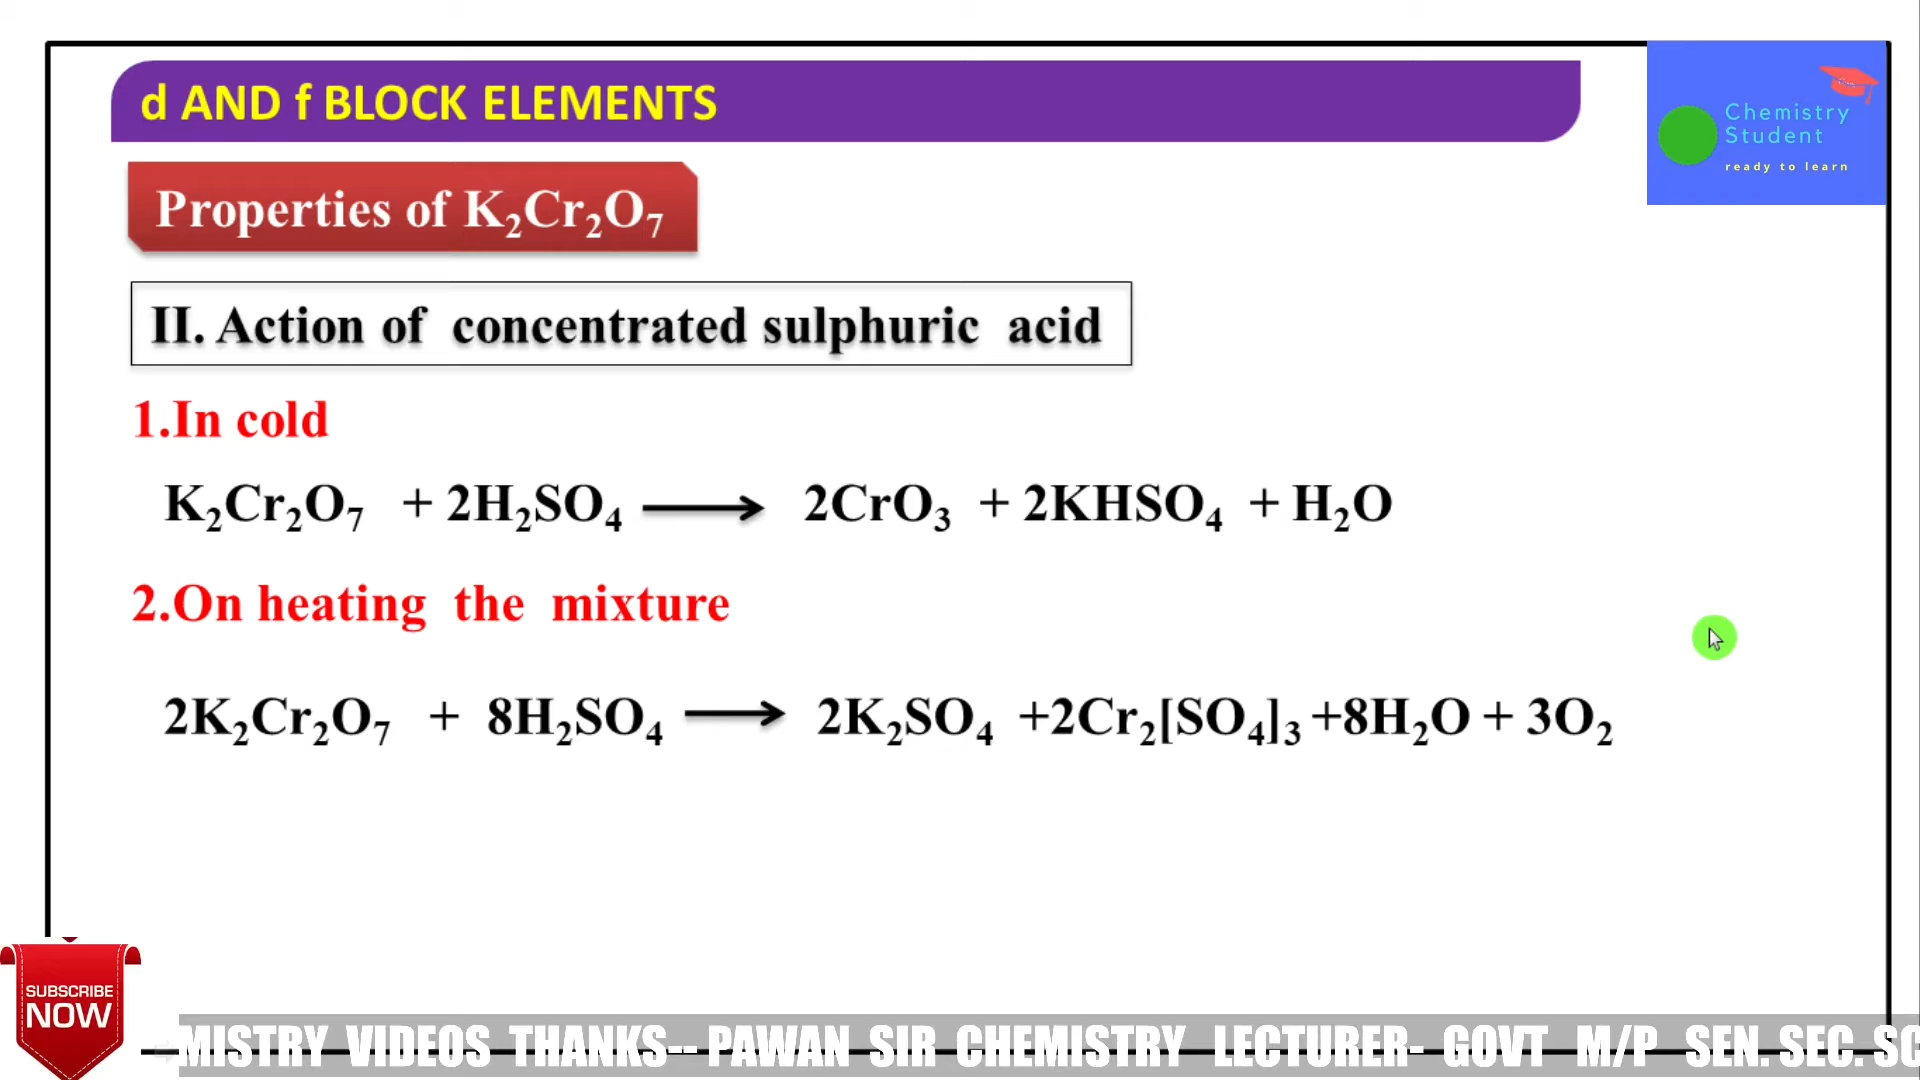 d AND f BLOCK ELEMENTS
Chemistry
Student
ready to learn
Properties of K₂Cr₂O₇
II. Action of concentrated sulphuric acid
1.In cold
K₂Cr₂O₇ + 2H₂SO₄ ⟶ 2CrO₃ + 2KHSO₄ + H₂O
2.On heating the mixture
2K₂Cr₂O₇ + 8H₂SO₄ ⟶ 2K₂SO₄ +2Cr₂[SO₄]₃ +8H₂O + 3O₂
SUBSCRIBE
NOW
MISTRY VIDEOS THANKS-- PAWAN SIR CHEMISTRY LECTURER- GOVT M/P SEN. SEC. SC